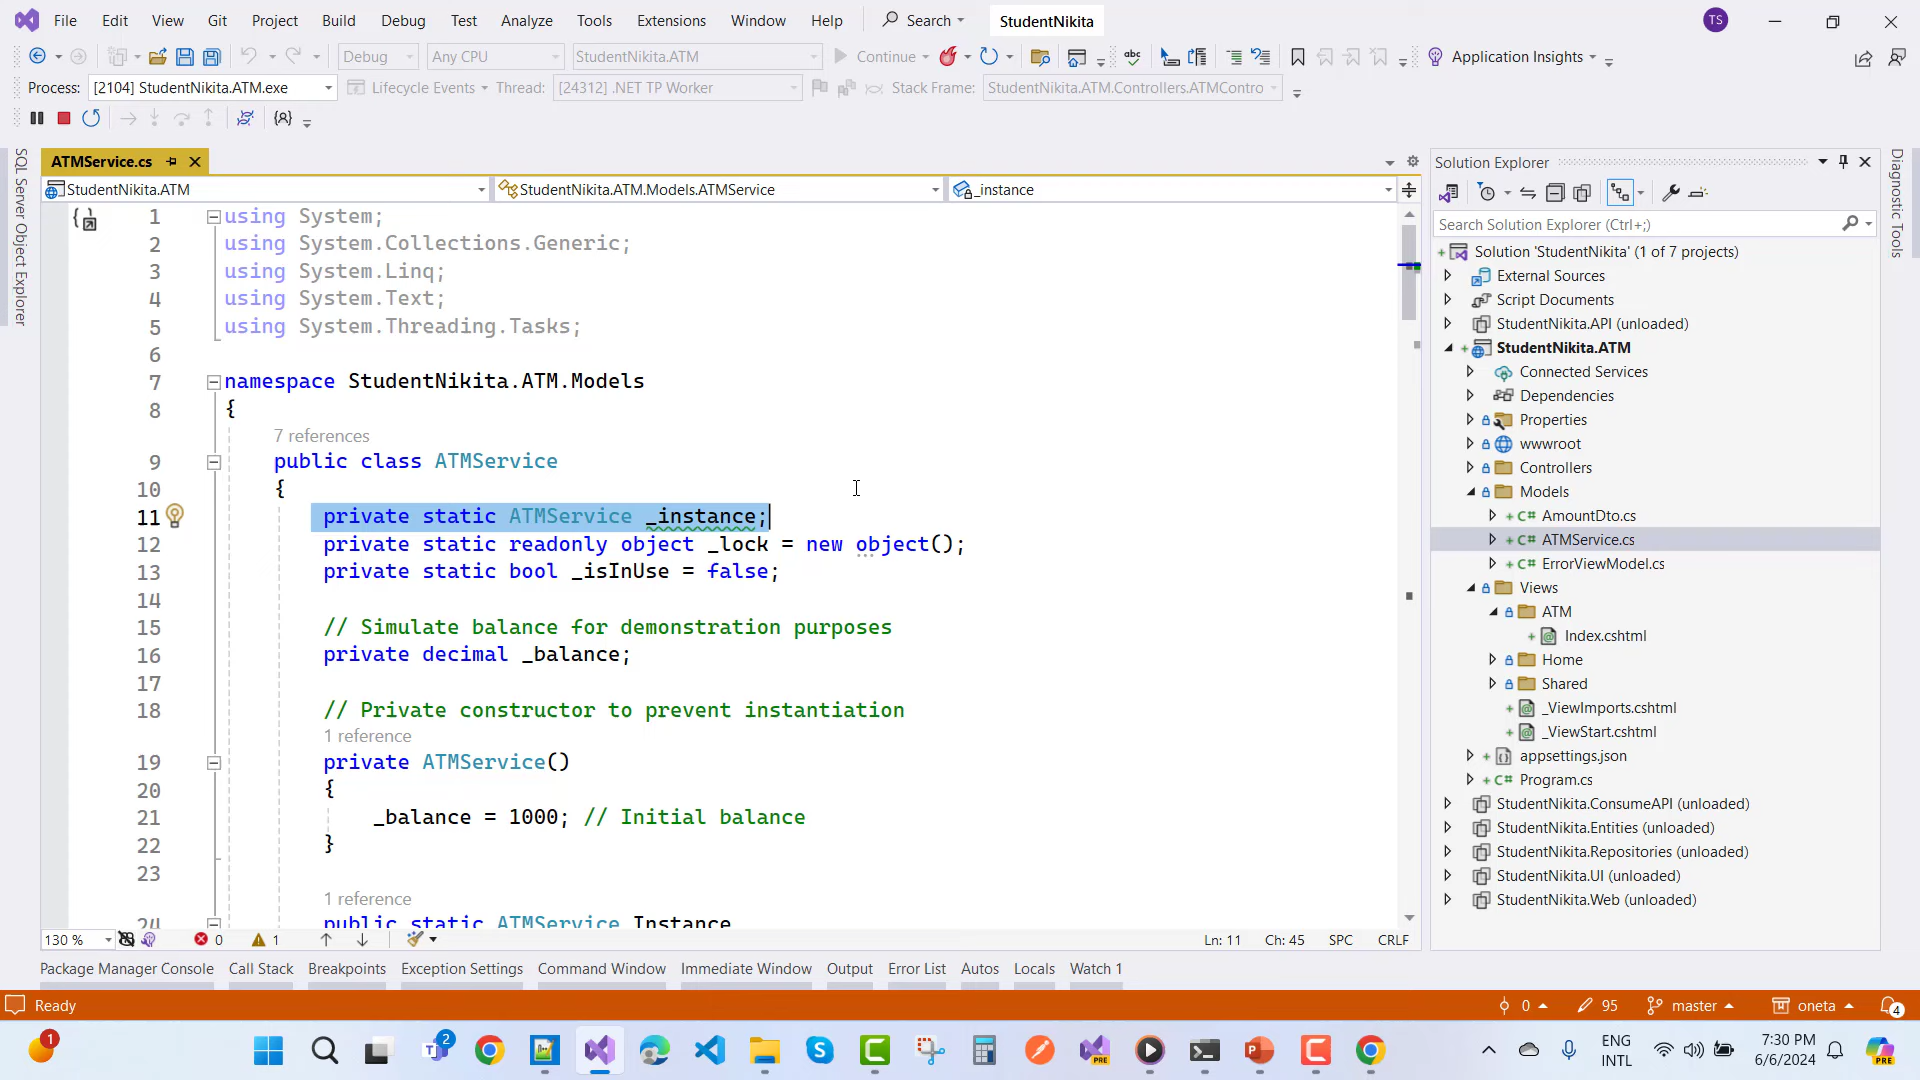 File Edit View Git Project Build Debug Test Analyze Tools Extensions Window Help Search StudentNikita TS
Debug Any CPU StudentNikita.ATM Continue abc Application Insights
Process: [2104] StudentNikita.ATM.exe Lifecycle Events Thread: [24312] .NET TP Worker Stack Frame: StudentNikita.ATM.Controllers.ATMContro
SQL Server Object Explorer
ATMService.cs
StudentNikita.ATM StudentNikita.ATM.Models.ATMService _instance
1 using System;
2 using System.Collections.Generic;
3 using System.Linq;
4 using System.Text;
5 using System.Threading.Tasks;
6
7 namespace StudentNikita.ATM.Models
8 {
7 references
9 public class ATMService
10 {
11 private static ATMService _instance;
12 private static readonly object _lock = new object();
13 private static bool _isInUse = false;
14
15 // Simulate balance for demonstration purposes
16 private decimal _balance;
17
18 // Private constructor to prevent instantiation
1 reference
19 private ATMService()
20 {
21 _balance = 1000; // Initial balance
22 }
23
1 reference
24 public static ATMService Instance
130 % 0 1 Ln: 11 Ch: 45 SPC CRLF
Solution Explorer
Search Solution Explorer (Ctrl+;)
Solution 'StudentNikita' (1 of 7 projects)
External Sources
Script Documents
StudentNikita.API (unloaded)
StudentNikita.ATM
Connected Services
Dependencies
Properties
wwwroot
Controllers
Models
C# AmountDto.cs
C# ATMService.cs
C# ErrorViewModel.cs
Views
ATM
Index.cshtml
Home
Shared
_ViewImports.cshtml
_ViewStart.cshtml
appsettings.json
C# Program.cs
StudentNikita.ConsumeAPI (unloaded)
StudentNikita.Entities (unloaded)
StudentNikita.Repositories (unloaded)
StudentNikita.UI (unloaded)
StudentNikita.Web (unloaded)
Diagnostic Tools
Package Manager Console Call Stack Breakpoints Exception Settings Command Window Immediate Window Output Error List Autos Locals Watch 1
Ready 0 95 master oneta 4
1 2 PRE ENG INTL 7:30 PM 6/6/2024 PRE